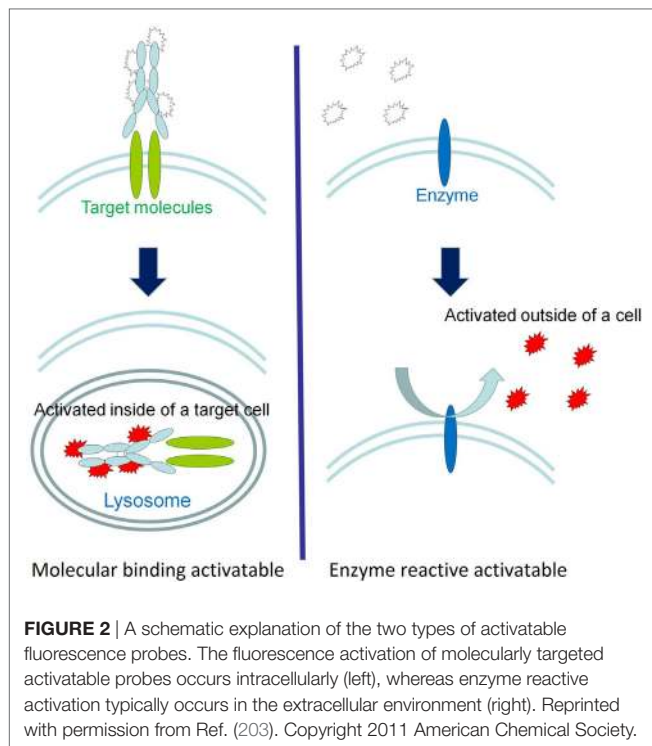 Target molecules
Enzyme
Activated outside of a cell
Activated inside of a target cell
Lysosome
Molecular binding activatable
Enzyme reactive activatable
FIGURE 2 | A schematic explanation of the two types of activatable
fluorescence probes. The fluorescence activation of molecularly targeted
activatable probes occurs intracellularly (left), whereas enzyme reactive
activation typically occurs in the extracellular environment (right). Reprinted
with permission from Ref. (203). Copyright 2011 American Chemical Society.